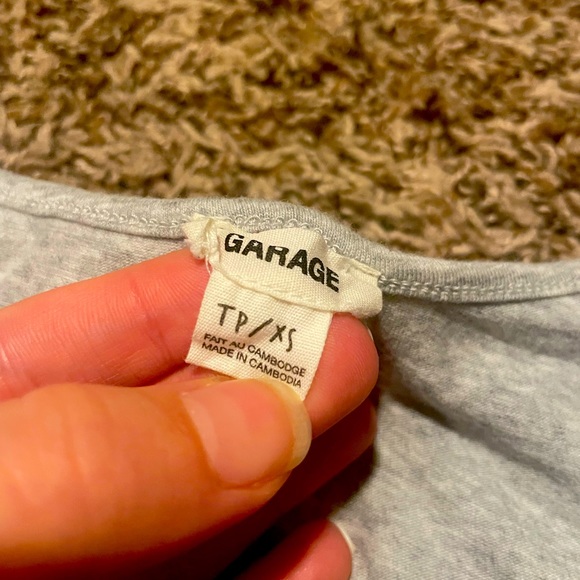 GARAGE
TP/XS
FAIT AU CAMBODGE
MADE IN CAMBODIA